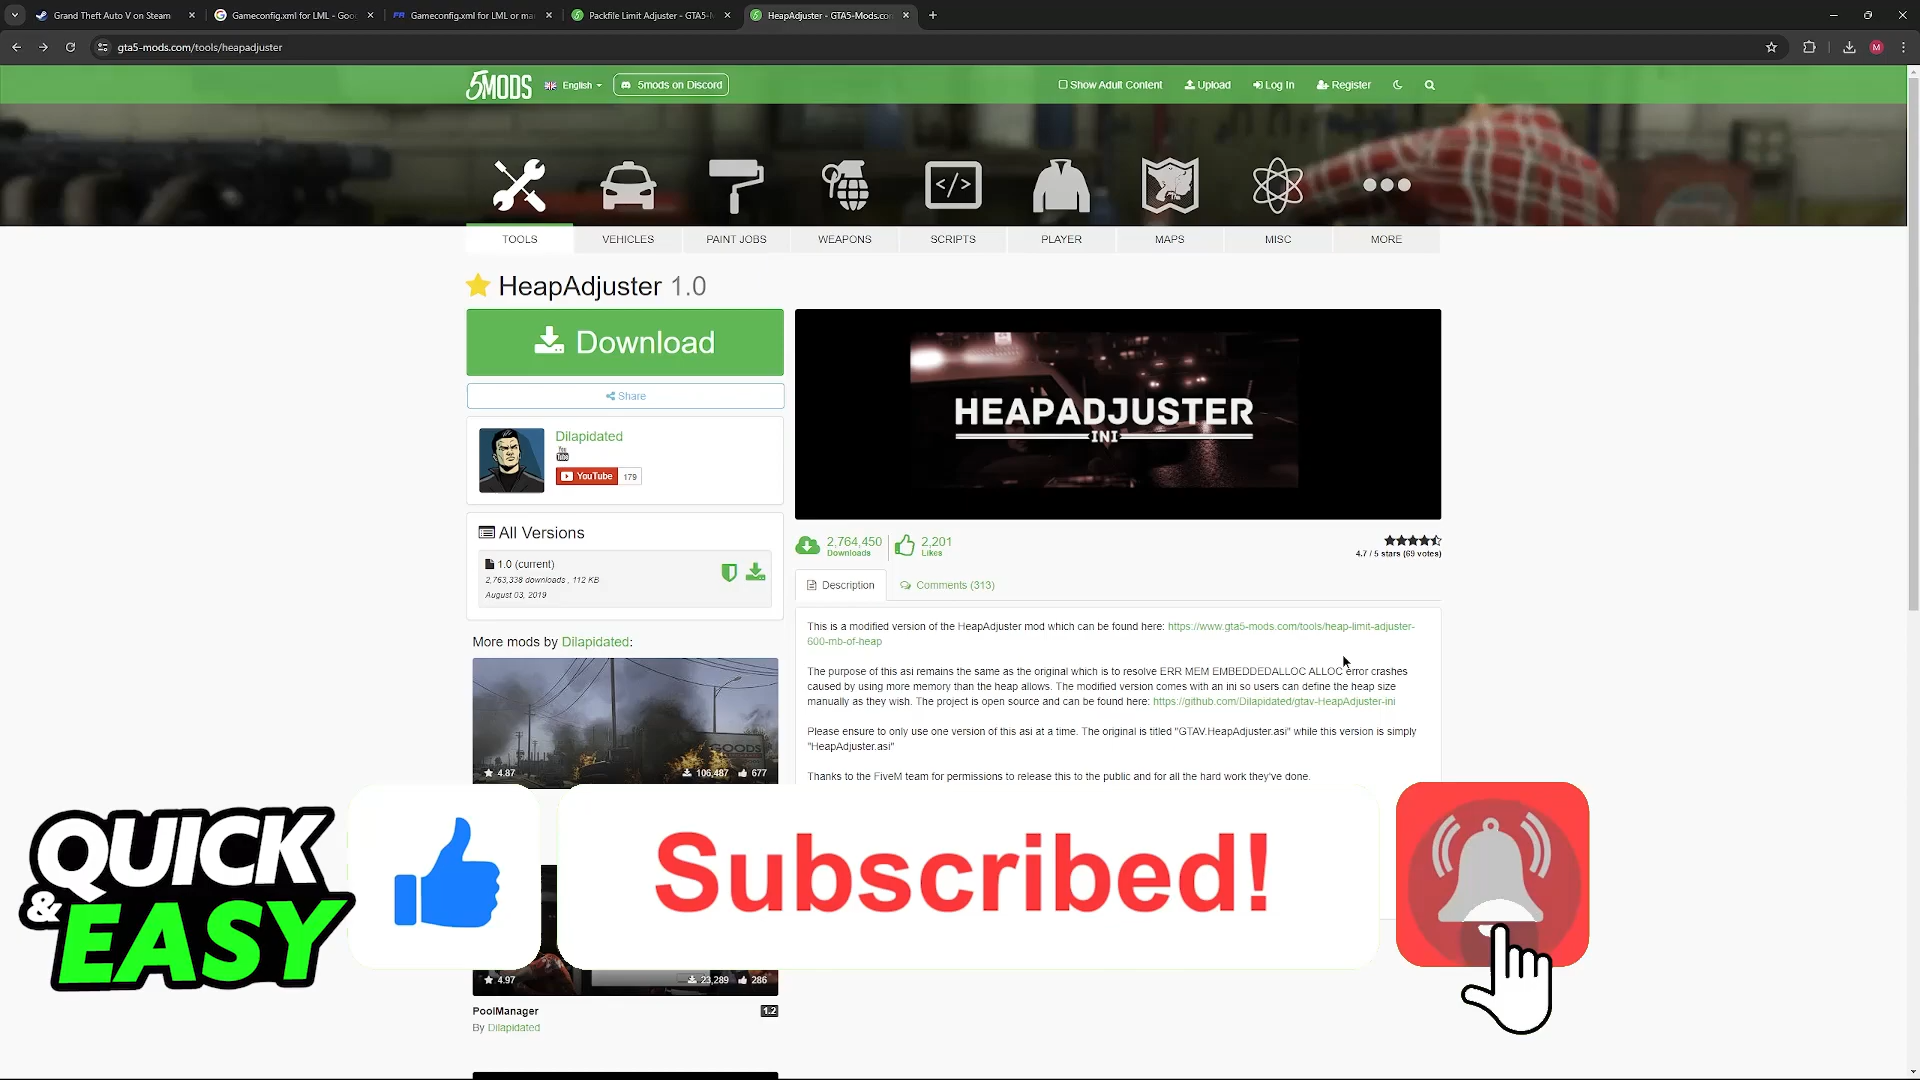 Grand Theft Auto V on Steam
Gameconfig.xml for LML - Goo
Gameconfig.xml for LML or ma
Packfile Limit Adjuster - GTA5-
HeapAdjuster - GTA5-Mods.co
gta5-mods.com/tools/heapadjuster
M
5MODS
English
5mods on Discord
Show Adult Content
Upload
Log In
Register
TOOLS
VEHICLES
PAINT JOBS
WEAPONS
SCRIPTS
PLAYER
MAPS
MISC
MORE
HeapAdjuster 1.0
Download
Share
Dilapidated
You
Tube
YouTube 179
All Versions
1.0 (current)
2,763,338 downloads , 112 KB
August 03, 2019
More mods by Dilapidated:
GOODS
4.87
106,487
677
HEAPADJUSTER
INI
2,764,450
Downloads
2,201
Likes
4.7 / 5 stars (69 votes)
Description
Comments (313)
This is a modified version of the HeapAdjuster mod which can be found here: https://www.gta5-mods.com/tools/heap-limit-adjuster-
600-mb-of-heap
The purpose of this asi remains the same as the original which is to resolve ERR MEM EMBEDDEDALLOC ALLOC error crashes
caused by using more memory than the heap allows. The modified version comes with an ini so users can define the heap size
manually as they wish. The project is open source and can be found here: https://github.com/Dilapidated/gtav-HeapAdjuster-ini
Please ensure to only use one version of this asi at a time. The original is titled "GTAV.HeapAdjuster.asi" while this version is simply
"HeapAdjuster.asi"
Thanks to the FiveM team for permissions to release this to the public and for all the hard work they've done.
QUICK
& EASY
Subscribed!
4.97
23,289
286
PoolManager
1.2
By Dilapidated